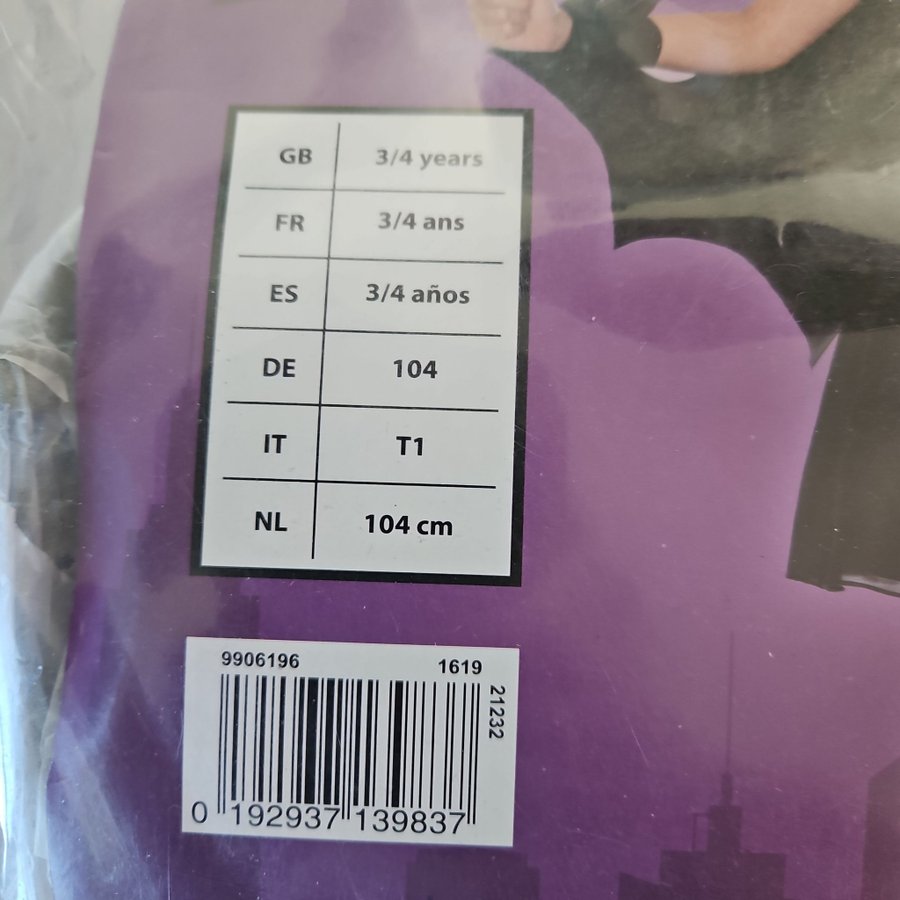 GB 3/4 years
FR 3/4 ans
ES 3/4 años
DE 104
IT T1
NL 104 cm
9906196 1619
21232
0 192937 139837